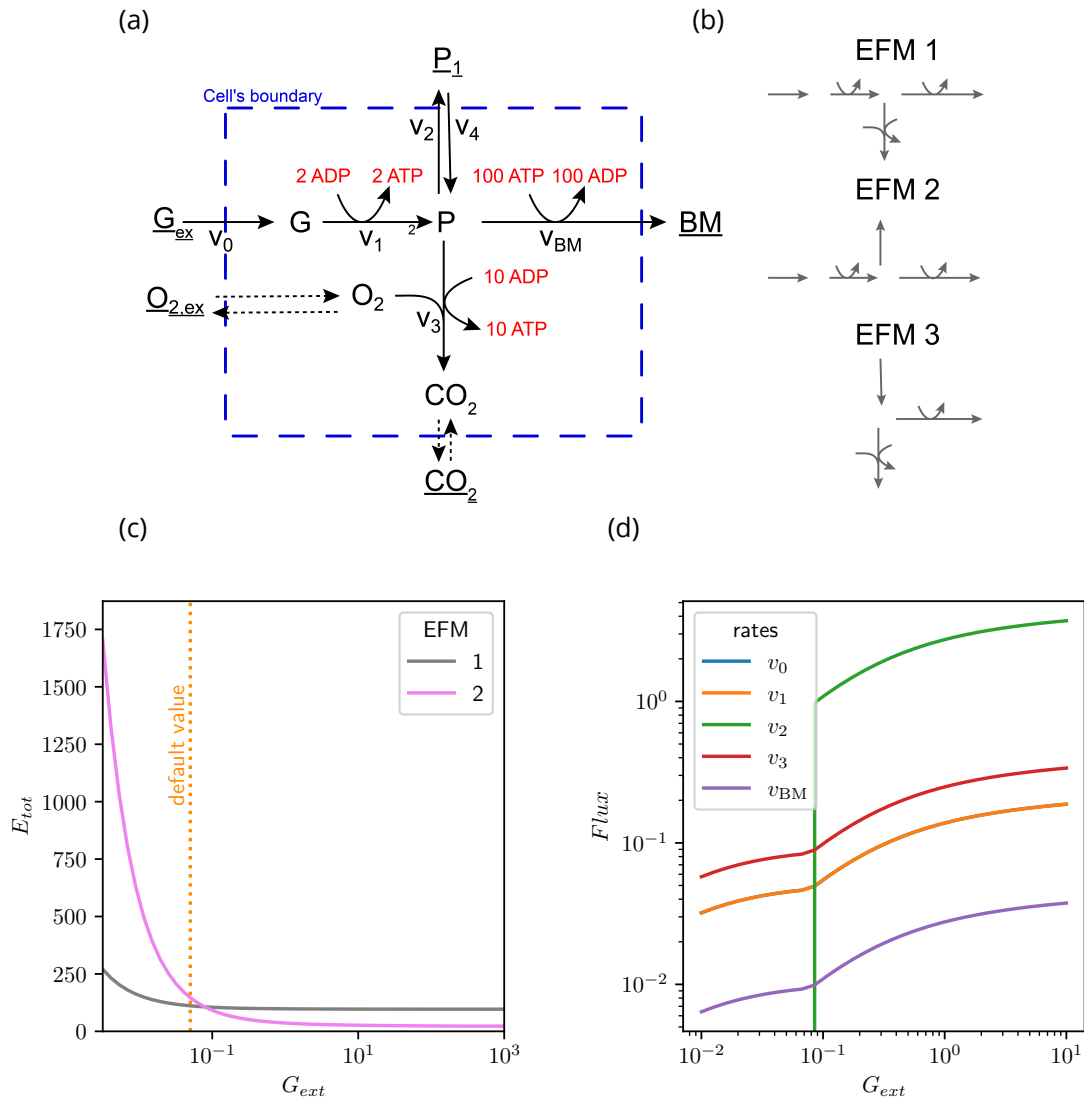 (a)
(b)
P1
Cell's boundary
v2
v4
2 ADP
2 ATP
100 ATP
100 ADP
Gex
v0
G
v1
2
P
vBM
BM
O2,ex
O2
v3
10 ADP
10 ATP
CO2
CO2
EFM 1
EFM 2
EFM 3
(c)
(d)
1750
1500
1250
1000
750
500
250
0
Etot
default value
EFM
1
2
10⁻¹
10¹
10³
Gext
10⁰
10⁻¹
10⁻²
Flux
rates
v0
v1
v2
v3
vBM
10⁻²
10⁻¹
10⁰
10¹
Gext